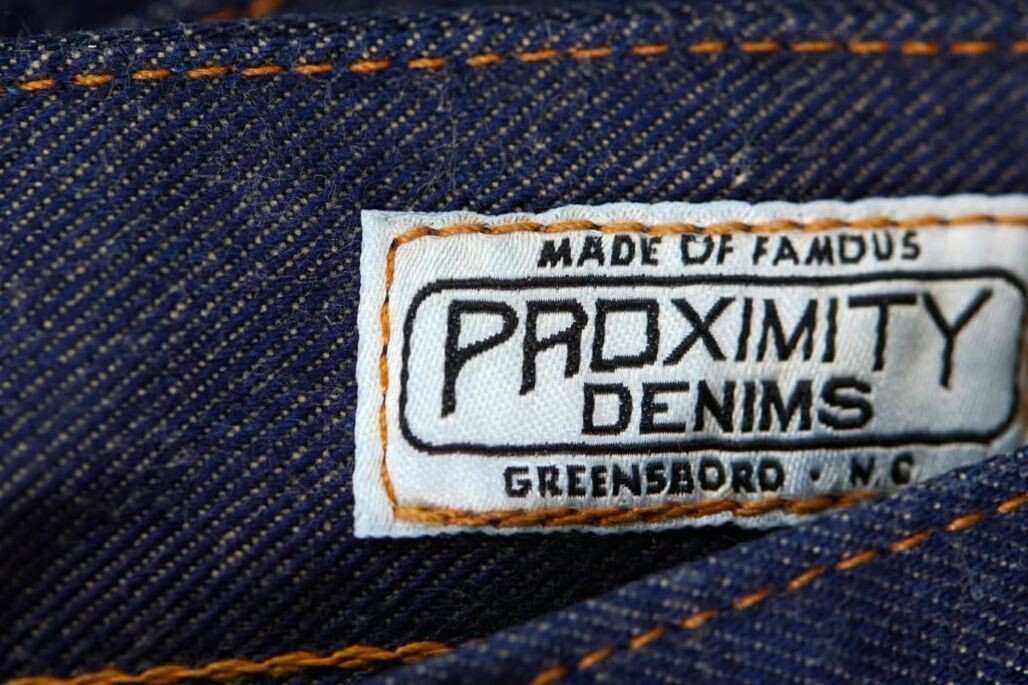 MADE OF FAMOUS
PROXIMITY
DENIMS
GREENSBORO · N.C